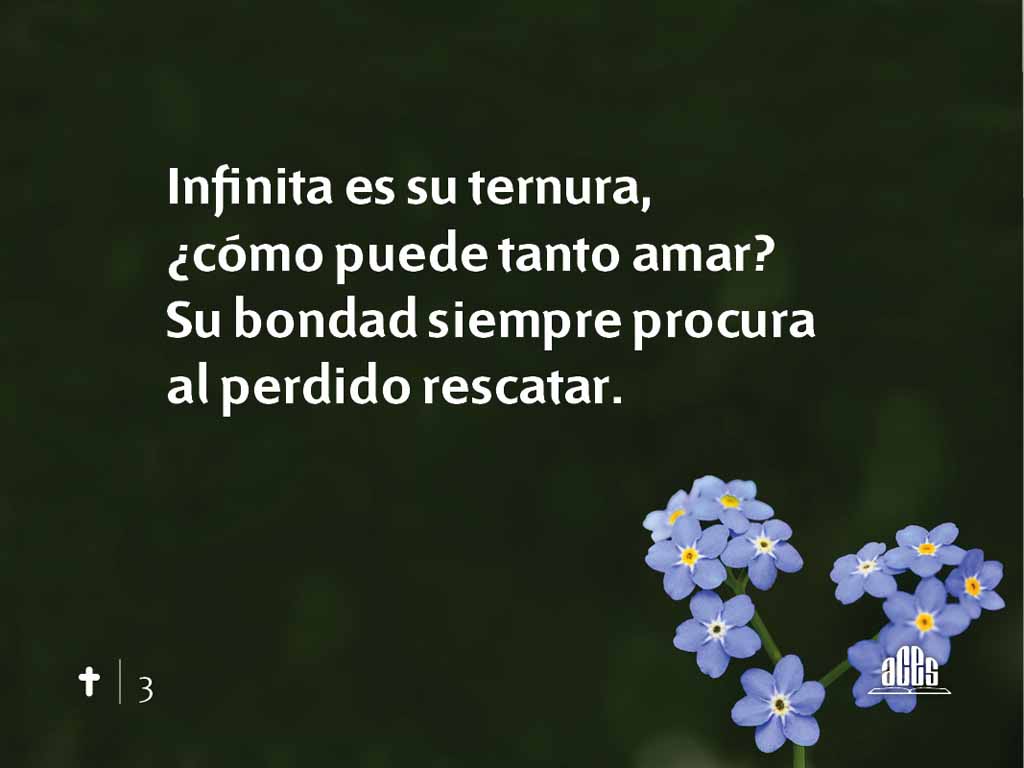 Infinita es su ternura,
¿cómo puede tanto amar?
Su bondad siempre procura
al perdido rescatar.
3
aces